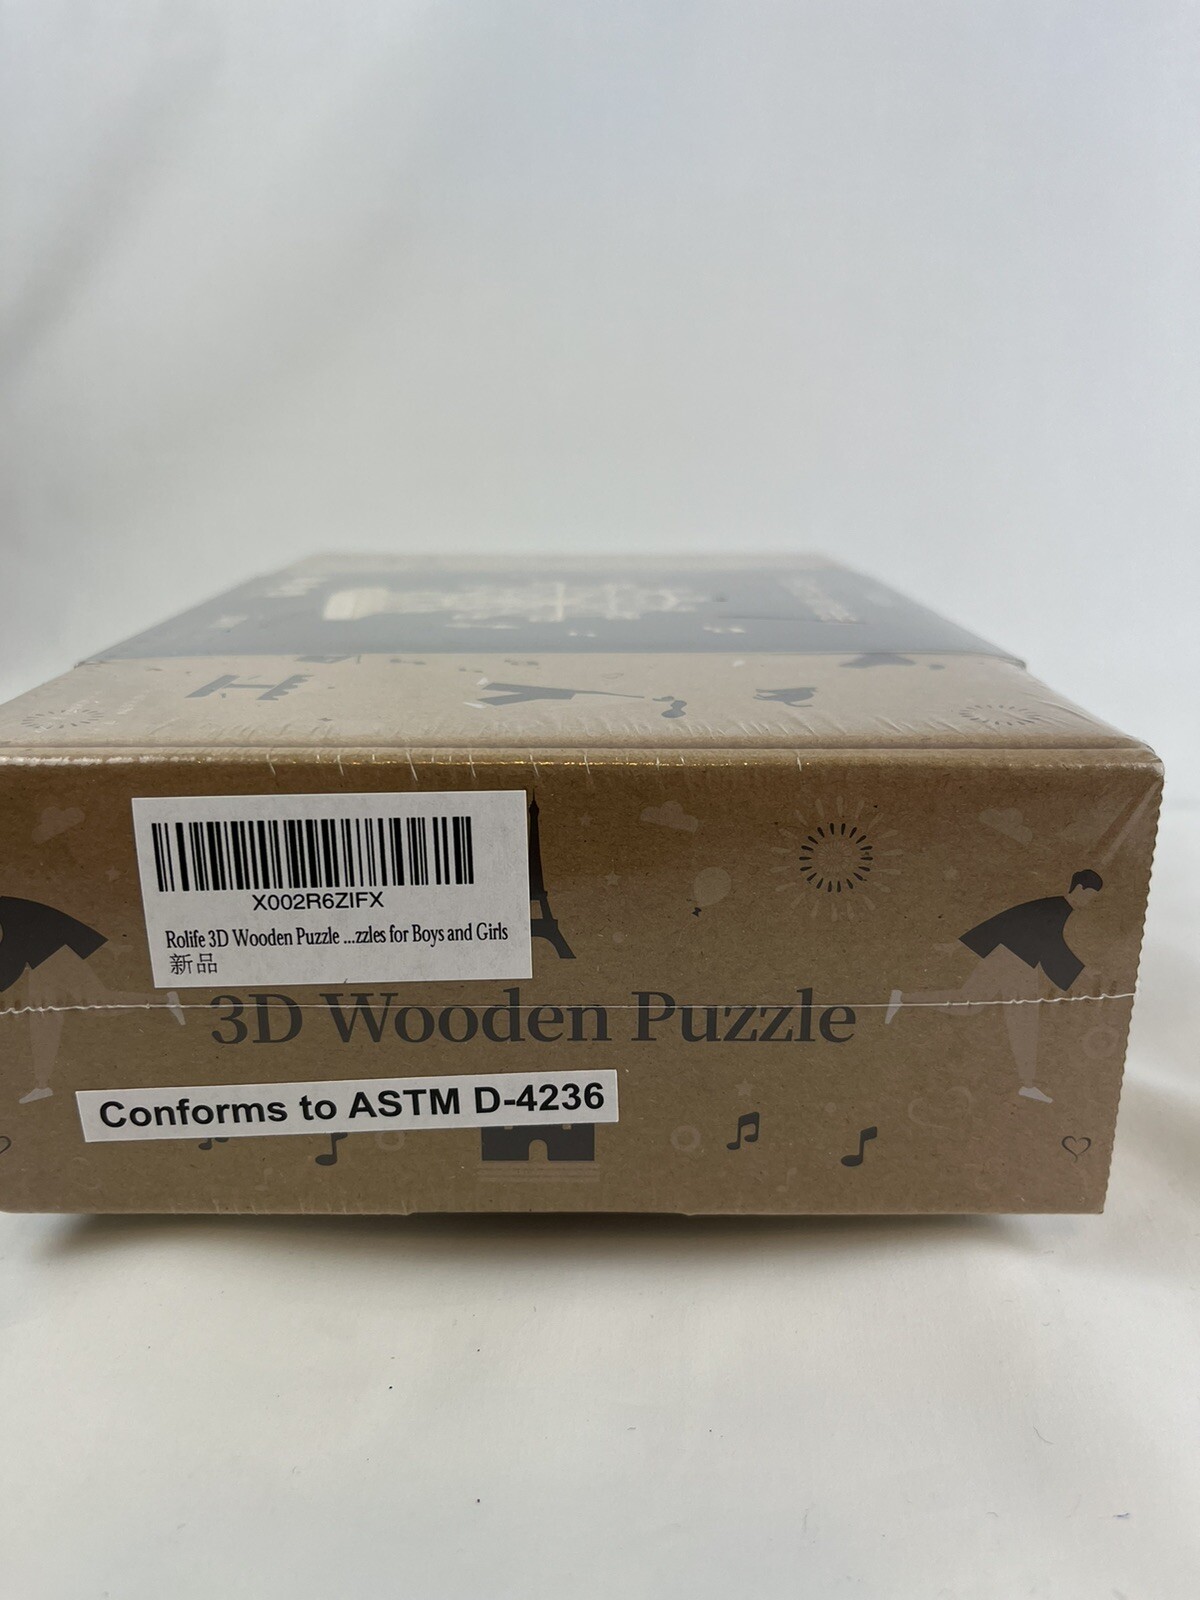 X002R6ZIFX
Rolife 3D Wooden Puzzle ...zzles for Boys and Girls
新品
3D Wooden Puzzle
Conforms to ASTM D-4236